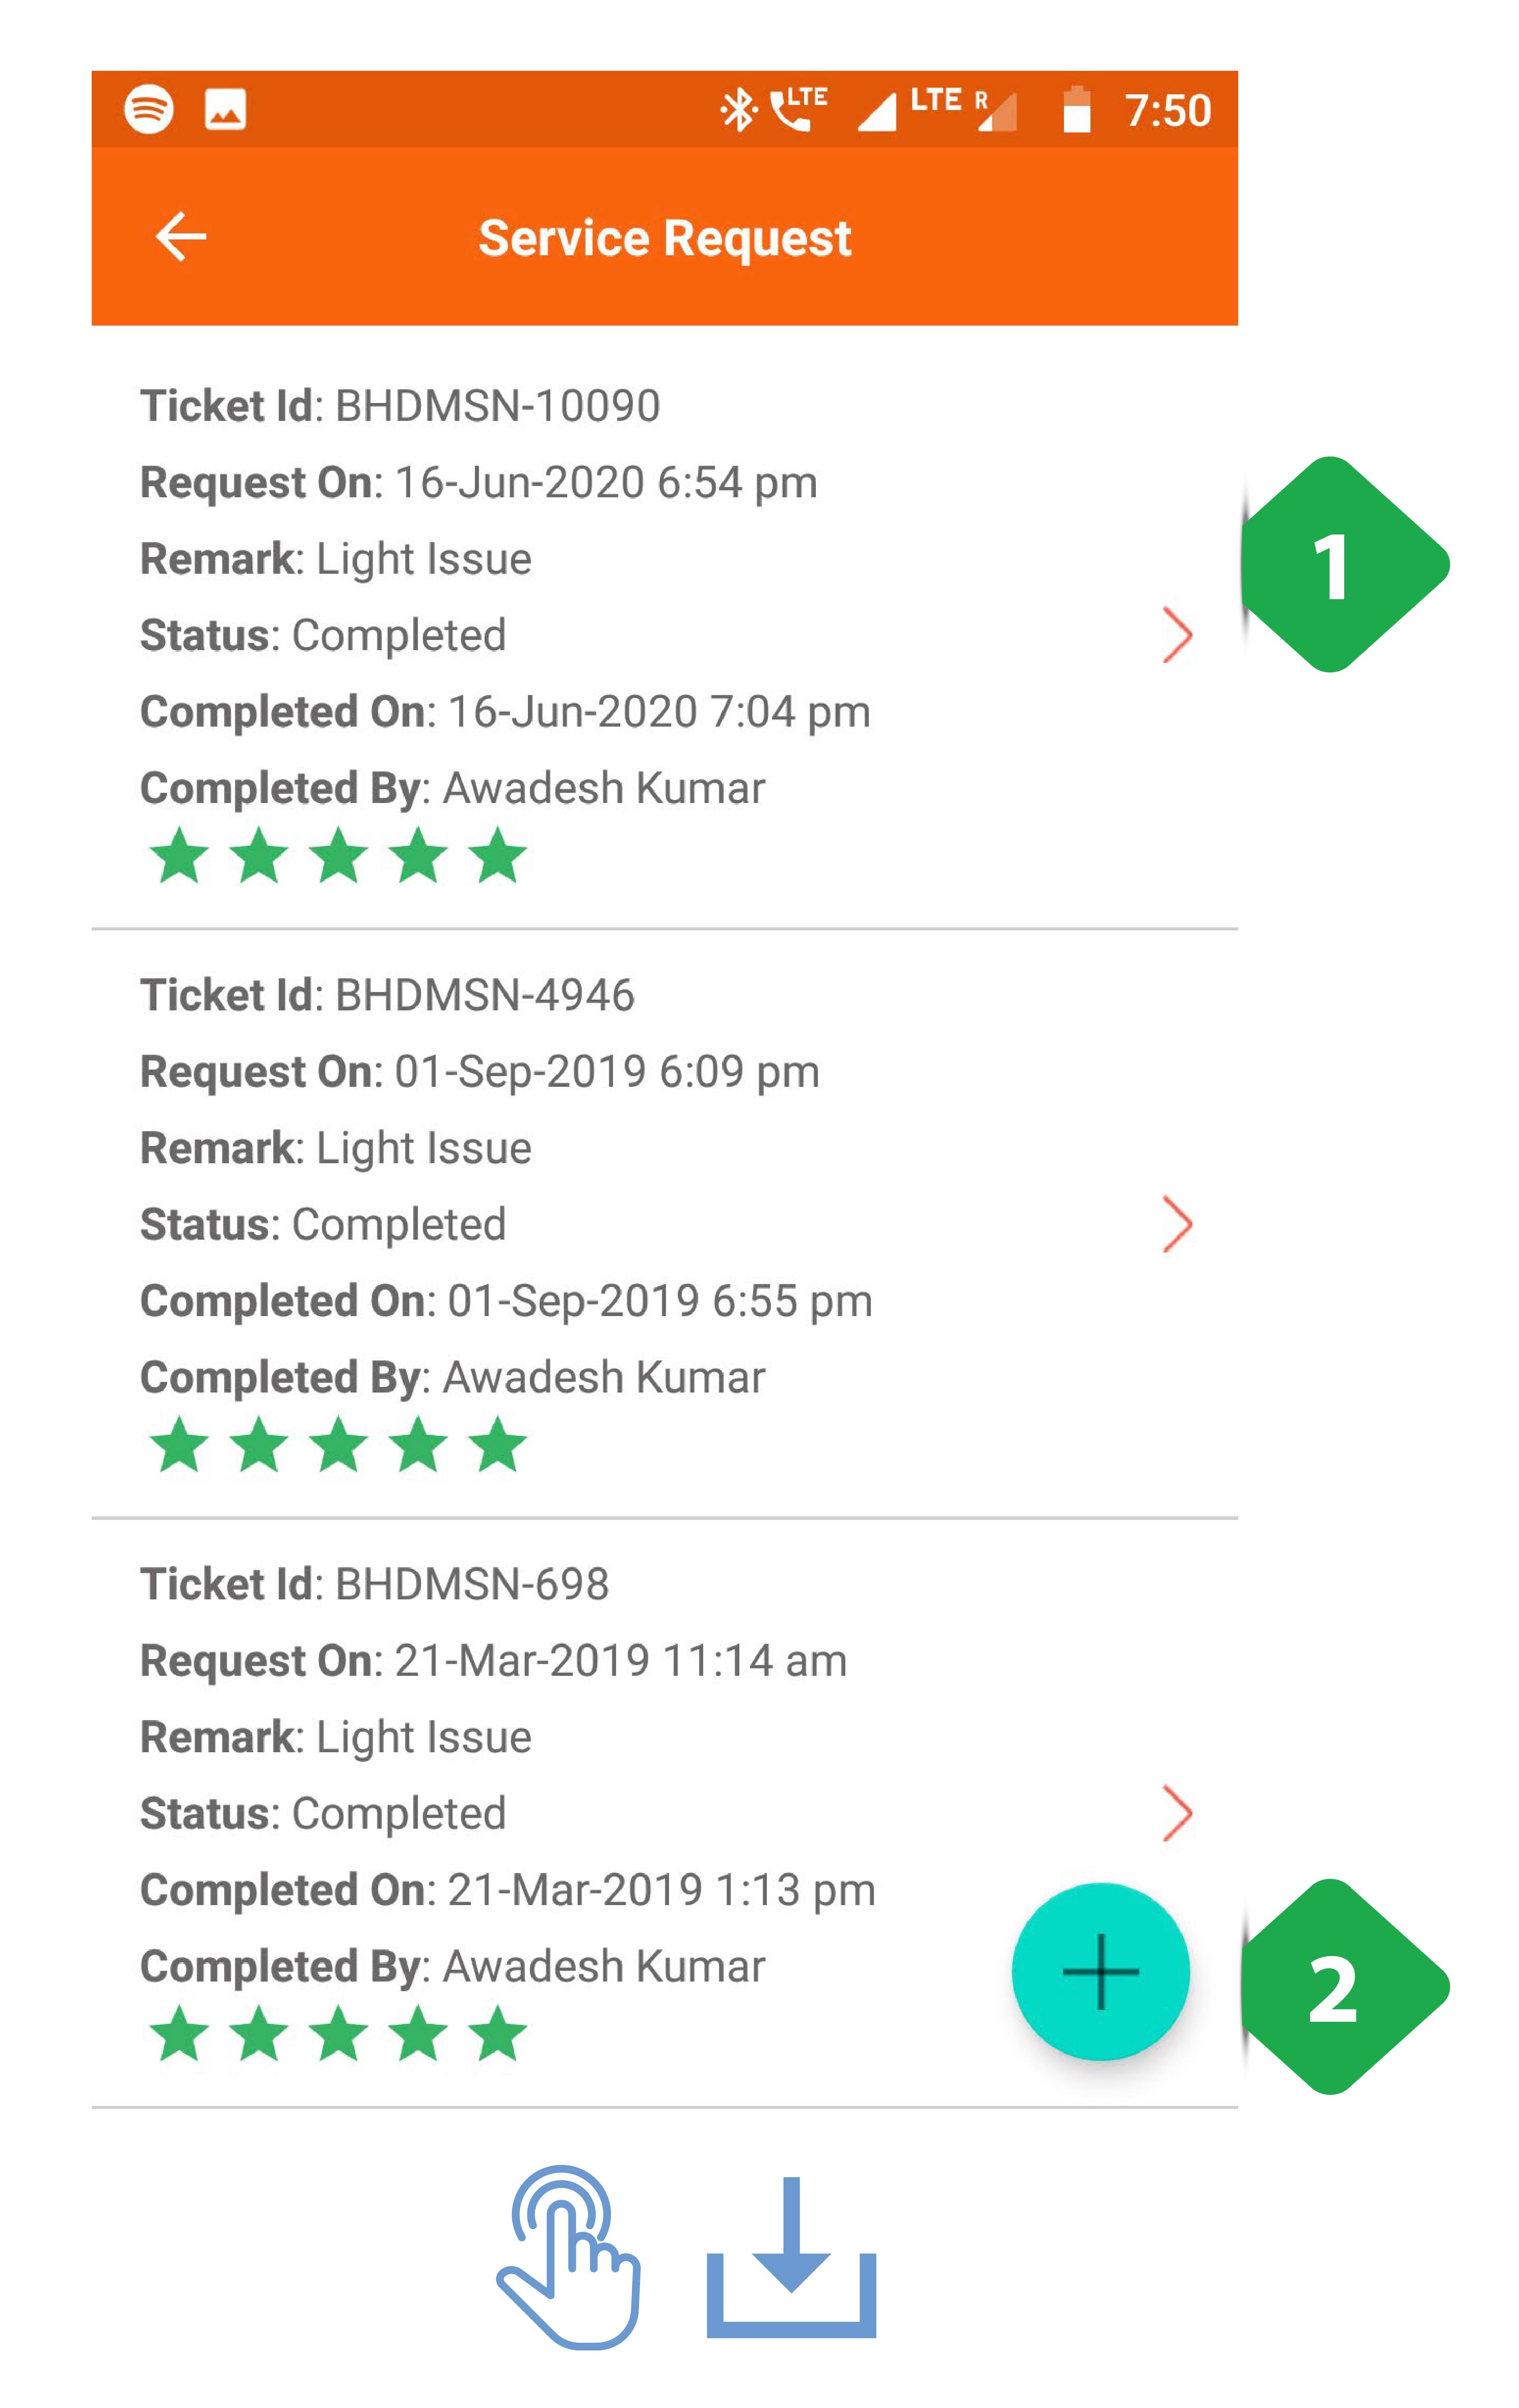 LTE LTE R 7:50
Service Request
Ticket Id: BHDMSN-10090
Request On: 16-Jun-2020 6:54 pm
Remark: Light Issue
Status: Completed
Completed On: 16-Jun-2020 7:04 pm
Completed By: Awadesh Kumar
1
Ticket Id: BHDMSN-4946
Request On: 01-Sep-2019 6:09 pm
Remark: Light Issue
Status: Completed
Completed On: 01-Sep-2019 6:55 pm
Completed By: Awadesh Kumar
Ticket Id: BHDMSN-698
Request On: 21-Mar-2019 11:14 am
Remark: Light Issue
Status: Completed
Completed On: 21-Mar-2019 1:13 pm
Completed By: Awadesh Kumar
2